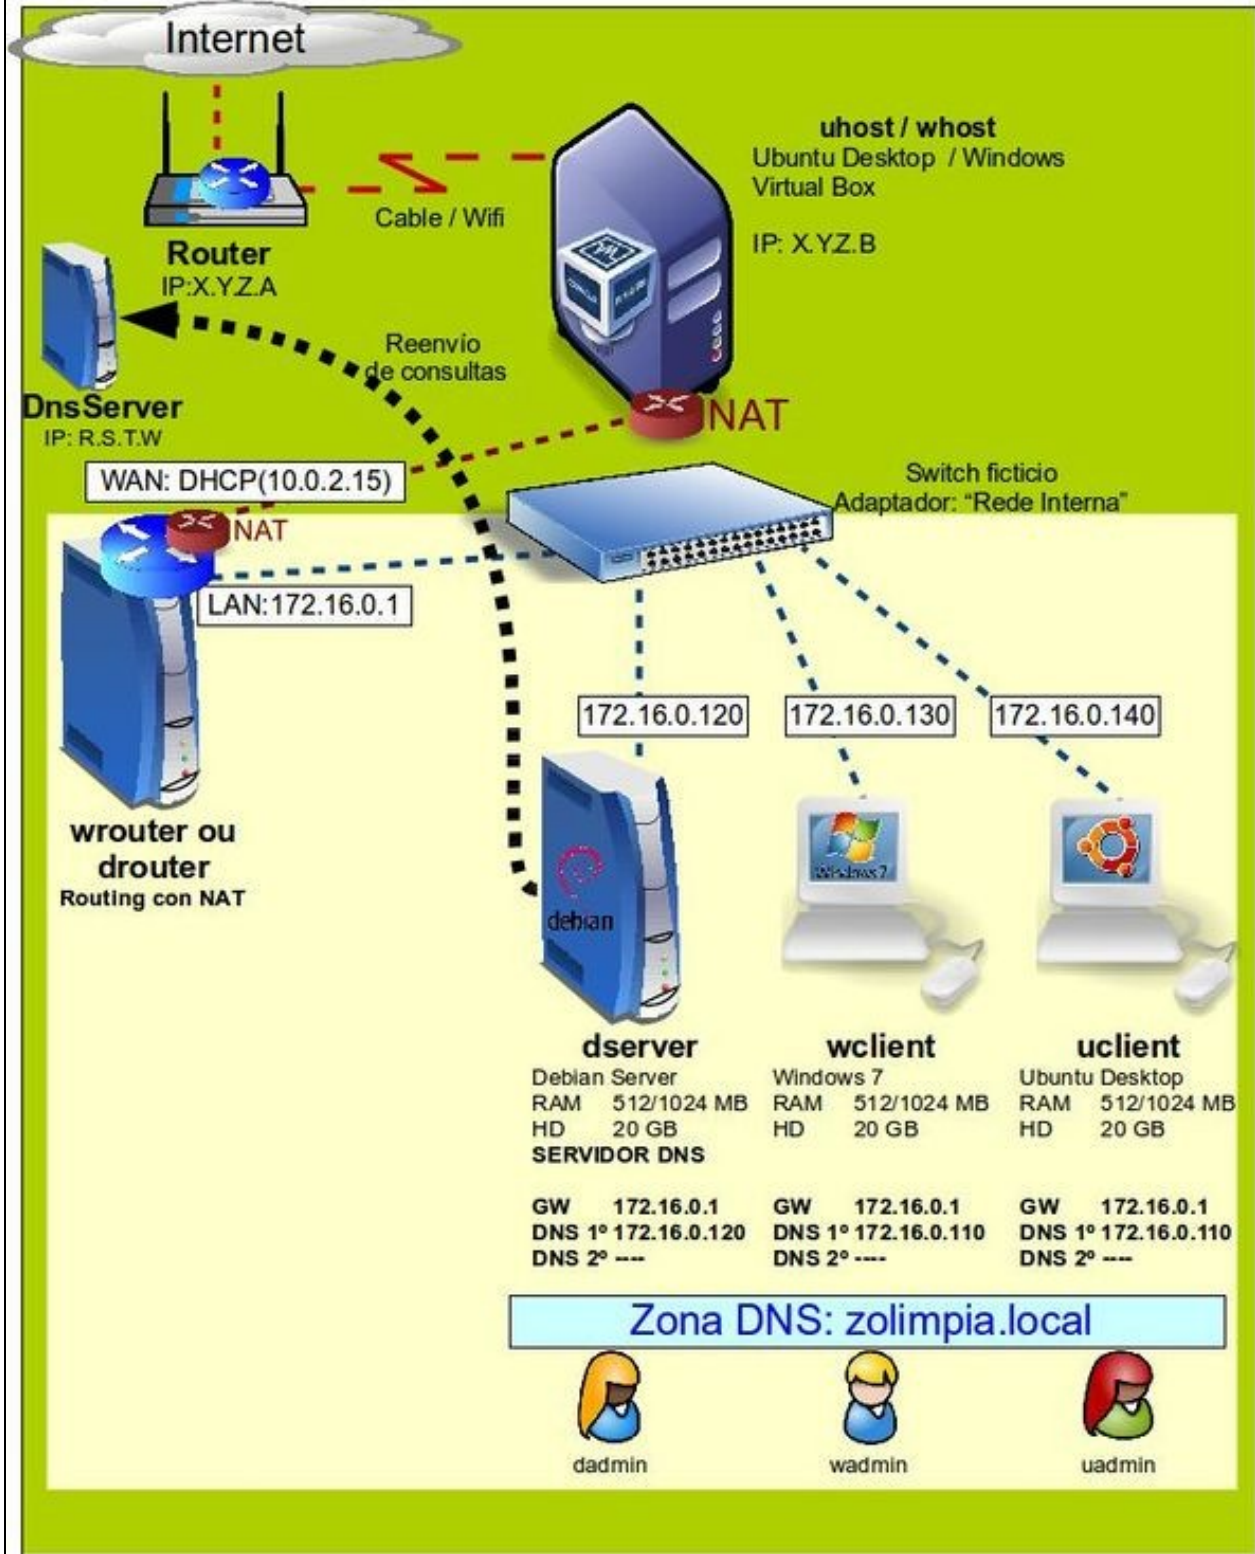 Internet
uhost / whost
Ubuntu Desktop / Windows
Virtual Box
IP: X.Y.Z.B
Cable / Wifi
Router
IP:X.Y.Z.A
Reenvío
de consultas
DnsServer
IP: R.S.T.W
NAT
WAN: DHCP(10.0.2.15)
Switch ficticio
Adaptador: "Rede Interna"
NAT
LAN:172.16.0.1
172.16.0.120
172.16.0.130
172.16.0.140
wrouter ou
drouter
Routing con NAT
debian
Windows 7
dserver
Debian Server
RAM 512/1024 MB
HD 20 GB
SERVIDOR DNS
GW 172.16.0.1
DNS 1º 172.16.0.120
DNS 2º ----
wclient
Windows 7
RAM 512/1024 MB
HD 20 GB
GW 172.16.0.1
DNS 1º 172.16.0.110
DNS 2º ----
uclient
Ubuntu Desktop
RAM 512/1024 MB
HD 20 GB
GW 172.16.0.1
DNS 1º 172.16.0.110
DNS 2º ----
Zona DNS: zolimpia.local
dadmin
wadmin
uadmin